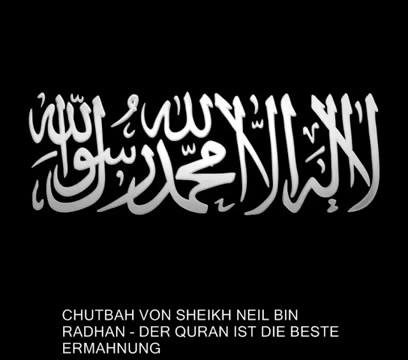 لا إله إلا الله محمد رسول الله
CHUTBAH VON SHEIKH NEIL BIN
RADHAN - DER QURAN IST DIE BESTE
ERMAHNUNG